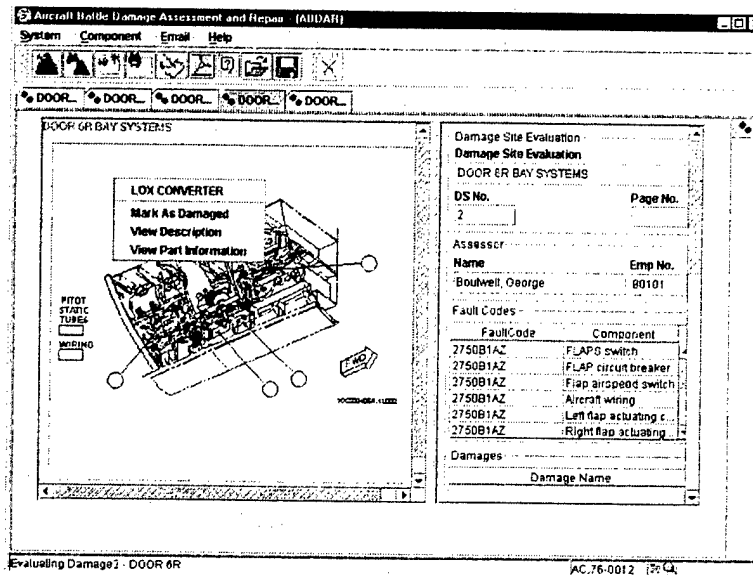 Aircraft Battle Damage Assessment and Repair - (ABDAR)
System Component Email Help
DOOR... DOOR... DOOR... DOOR... DOOR...
DOOR 6R BAY SYSTEMS
LOX CONVERTER
Mark As Damaged
View Description
View Part Information
PITOT
STATIC
TUBES
WIRING
FWD
Damage Site Evaluation
Damage Site Evaluation
DOOR 6R BAY SYSTEMS
DS No. Page No.
2
Assessor
Name Emp No.
Boutwell, George 80101
Fault Codes
FaultCode Component
2750B1AZ FLAPS switch
2750B1AZ FLAP circuit breaker
2750B1AZ Flap airspeed switch
2750B1AZ Aircraft wiring
2750B1AZ Left flap actuating c...
2750B1AZ Right flap actuating ...
Damages
Damage Name
Evaluating Damage2 - DOOR 6R
AC,76-0012